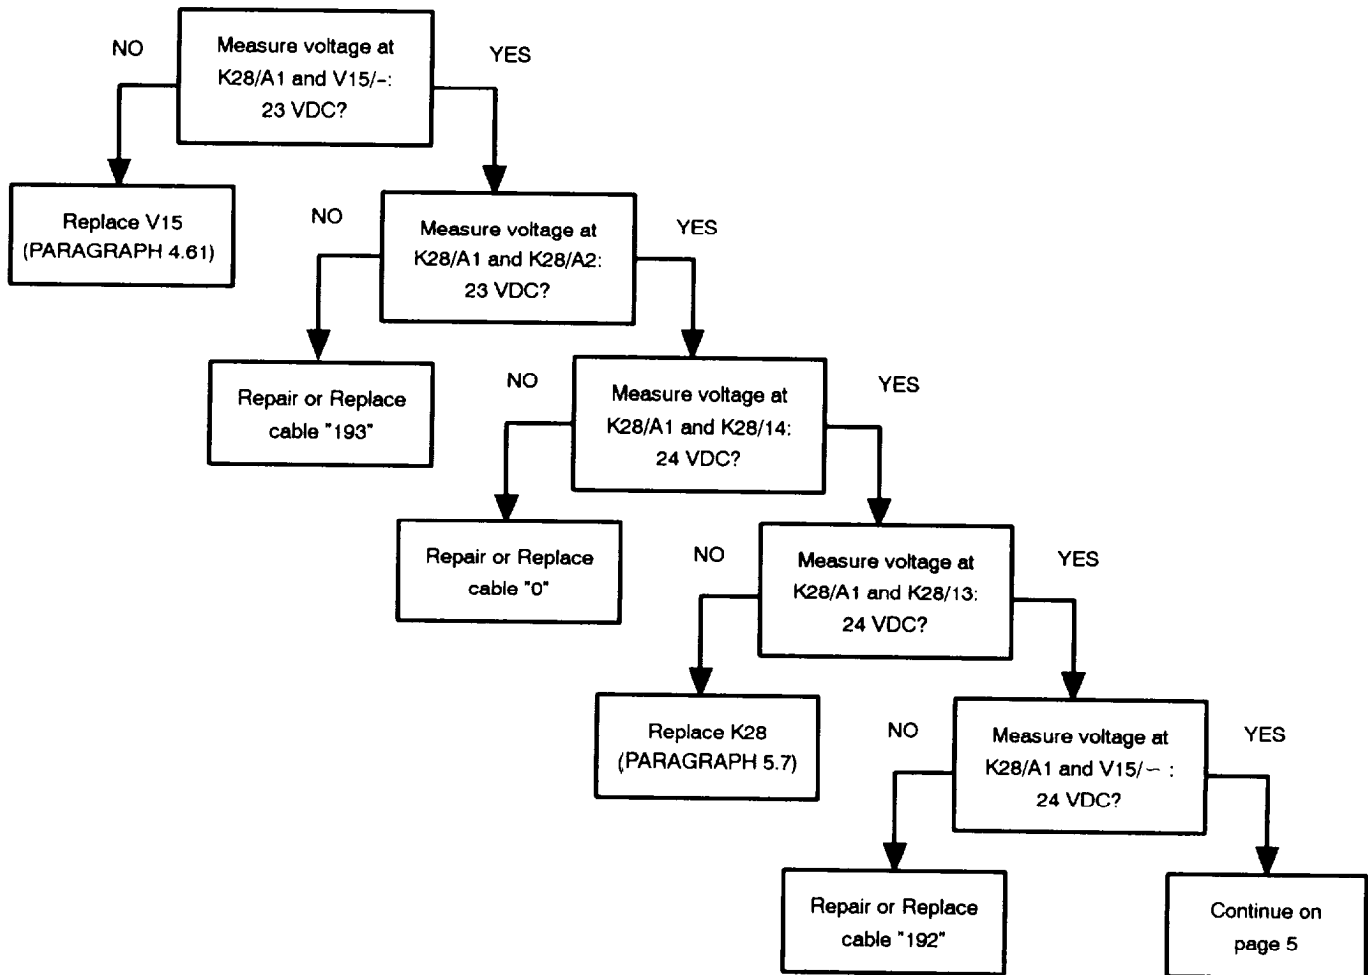 NO
Measure voltage at
K28/A1 and V15/-:
23 VDC?
YES
Replace V15
(PARAGRAPH 4.61)
NO
Measure voltage at
K28/A1 and K28/A2:
23 VDC?
YES
Repair or Replace
cable "193"
NO
Measure voltage at
K28/A1 and K28/14:
24 VDC?
YES
Repair or Replace
cable "0"
NO
Measure voltage at
K28/A1 and K28/13:
24 VDC?
YES
Replace K28
(PARAGRAPH 5.7)
NO
Measure voltage at
K28/A1 and V15/~ :
24 VDC?
YES
Repair or Replace
cable "192"
Continue on
page 5